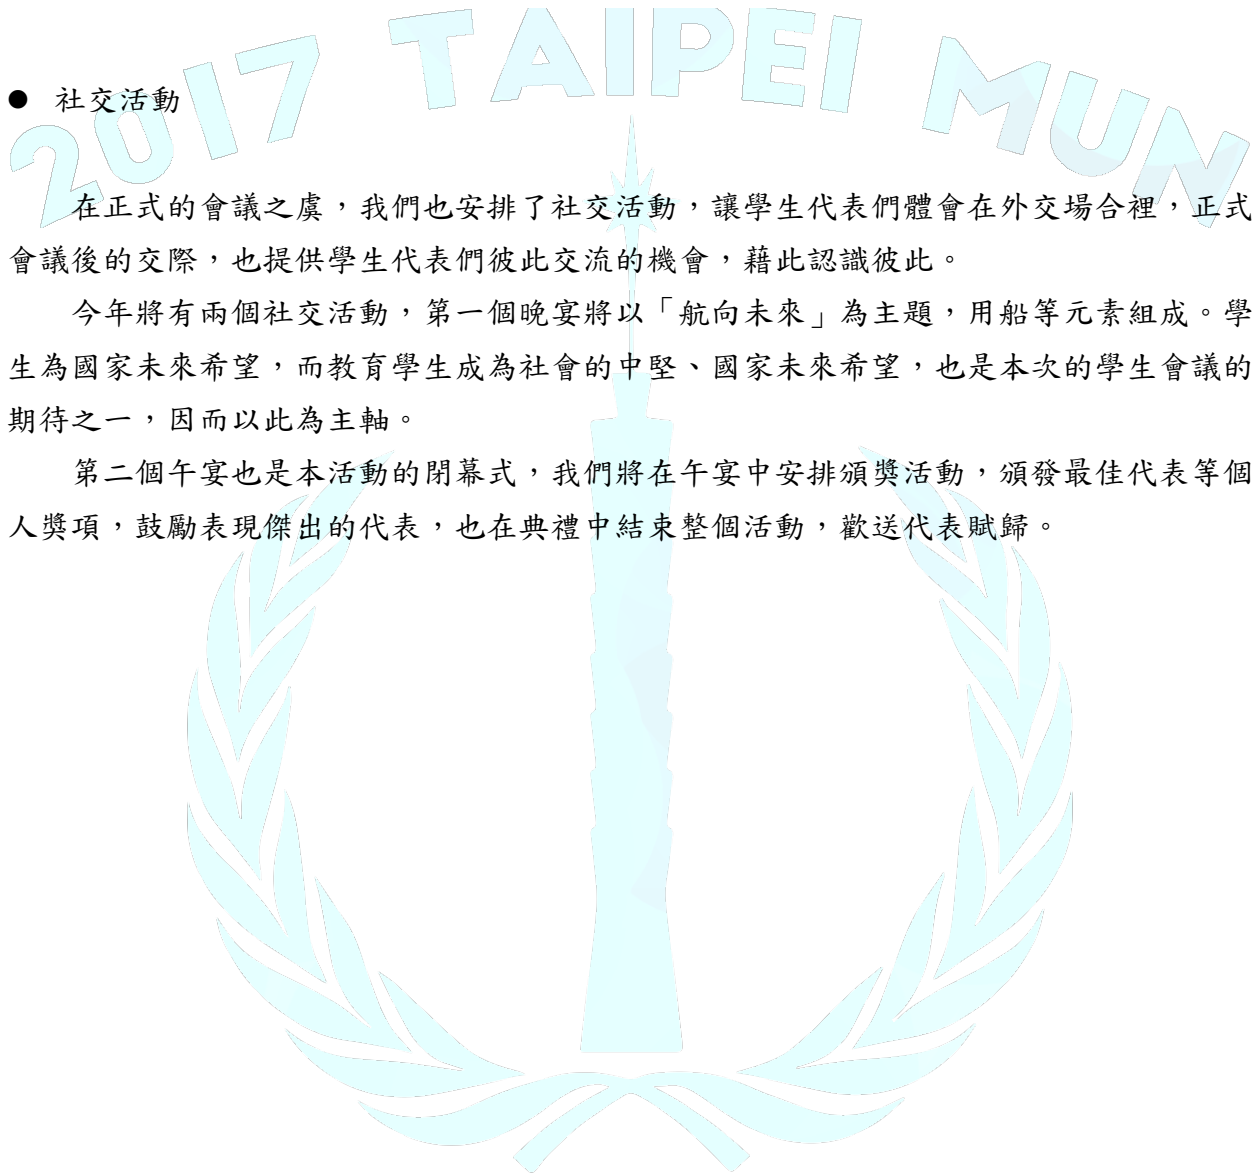 2017 TAIPEI MUN
● 社交活動
在正式的會議之虞，我們也安排了社交活動，讓學生代表們體會在外交場合裡，正式
會議後的交際，也提供學生代表們彼此交流的機會，藉此認識彼此。
今年將有兩個社交活動，第一個晚宴將以「航向未來」為主題，用船等元素組成。學
生為國家未來希望，而教育學生成為社會的中堅、國家未來希望，也是本次的學生會議的
期待之一，因而以此為主軸。
第二個午宴也是本活動的閉幕式，我們將在午宴中安排頒獎活動，頒發最佳代表等個
人獎項，鼓勵表現傑出的代表，也在典禮中結束整個活動，歡送代表賦歸。